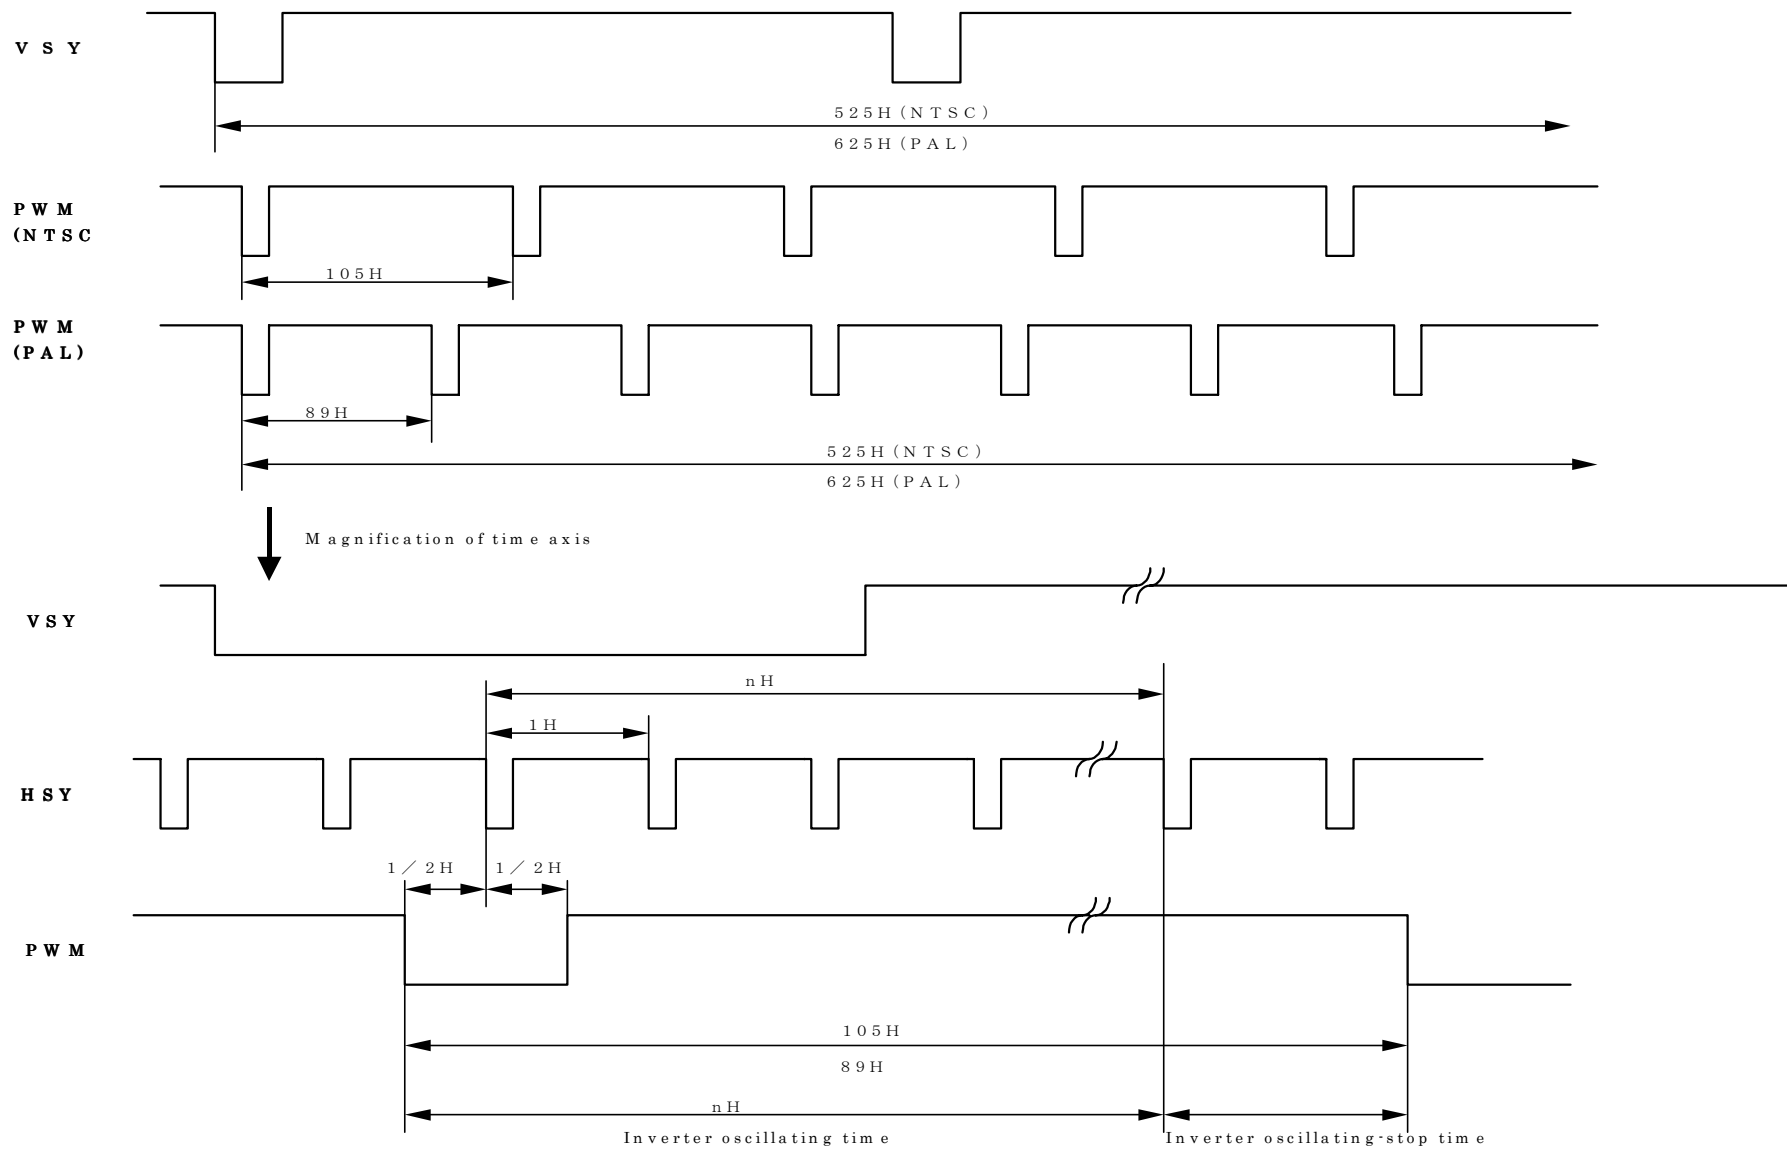 VSY
525H(NTSC)
625H(PAL)
PWM
(NTSC
105H
PWM
(PAL)
89H
525H(NTSC)
625H(PAL)
Magnification of time axis
VSY
nH
1H
HSY
1／2H
1／2H
PWM
105H
89H
nH
Inverter oscillating time
Inverter oscillating-stop time